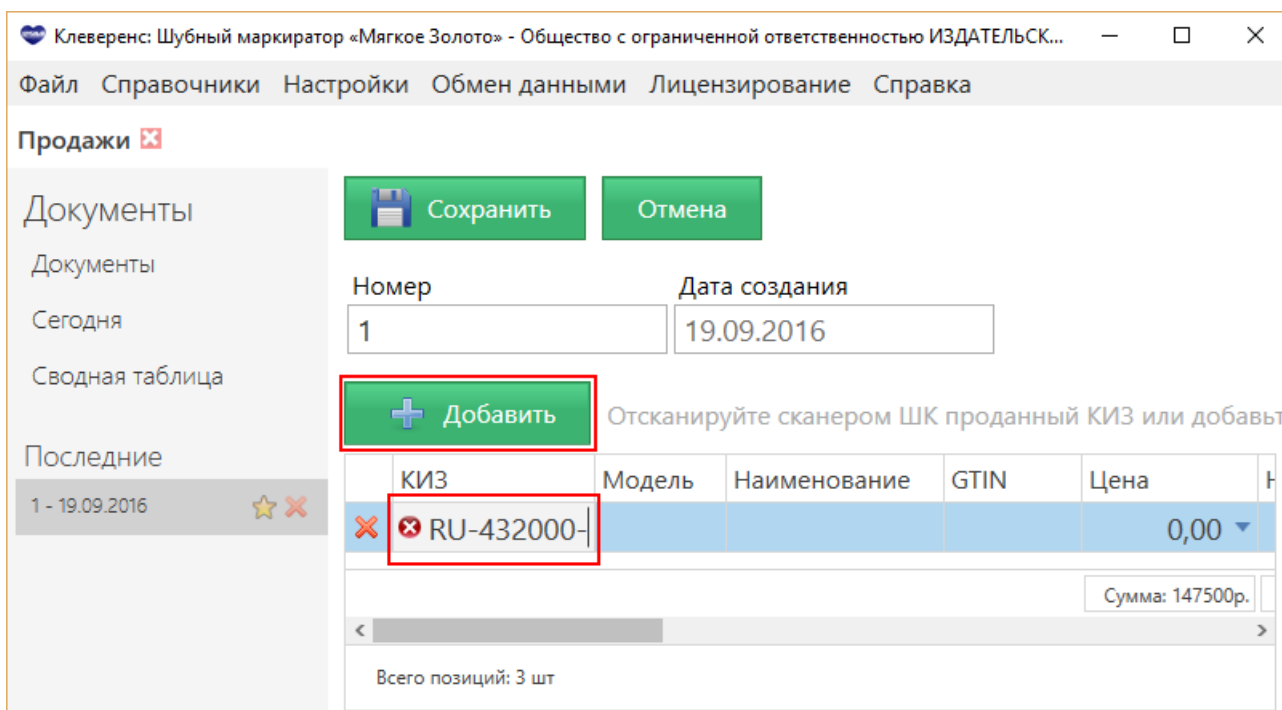 Клеверенс: Шубный маркиратор «Мягкое Золото» - Общество с ограниченной ответственностью ИЗДАТЕЛЬСК...
Файл Справочники Настройки Обмен данными Лицензирование Справка
Продажи
Документы
Документы
Сегодня
Сводная таблица
Последние
1 - 19.09.2016
Сохранить Отмена
Номер Дата создания
1 19.09.2016
Добавить Отсканируйте сканером ШК проданный КИЗ или добавьт
КИЗ Модель Наименование GTIN Цена
RU-432000- 0,00
Сумма: 147500р.
Всего позиций: 3 шт